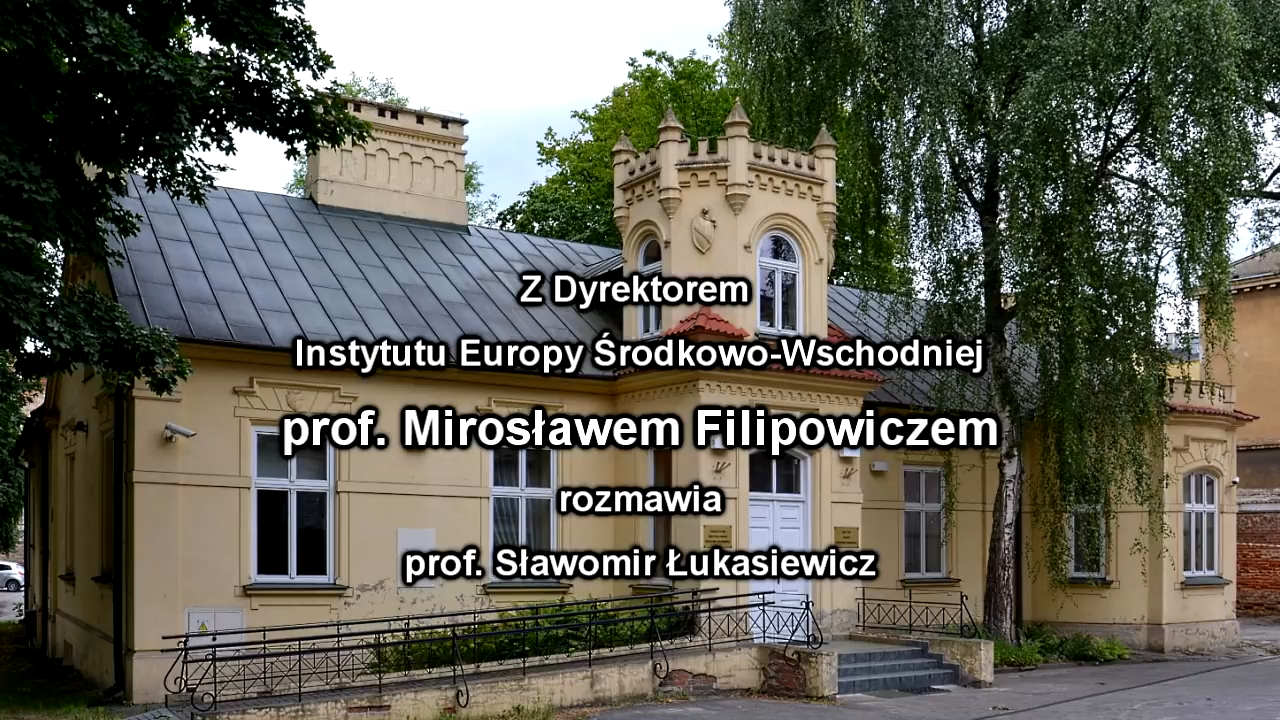 Z Dyrektorem
Instytutu Europy Środkowo-Wschodniej
prof. Mirosławem Filipowiczem
rozmawia
prof. Sławomir Łukasiewicz